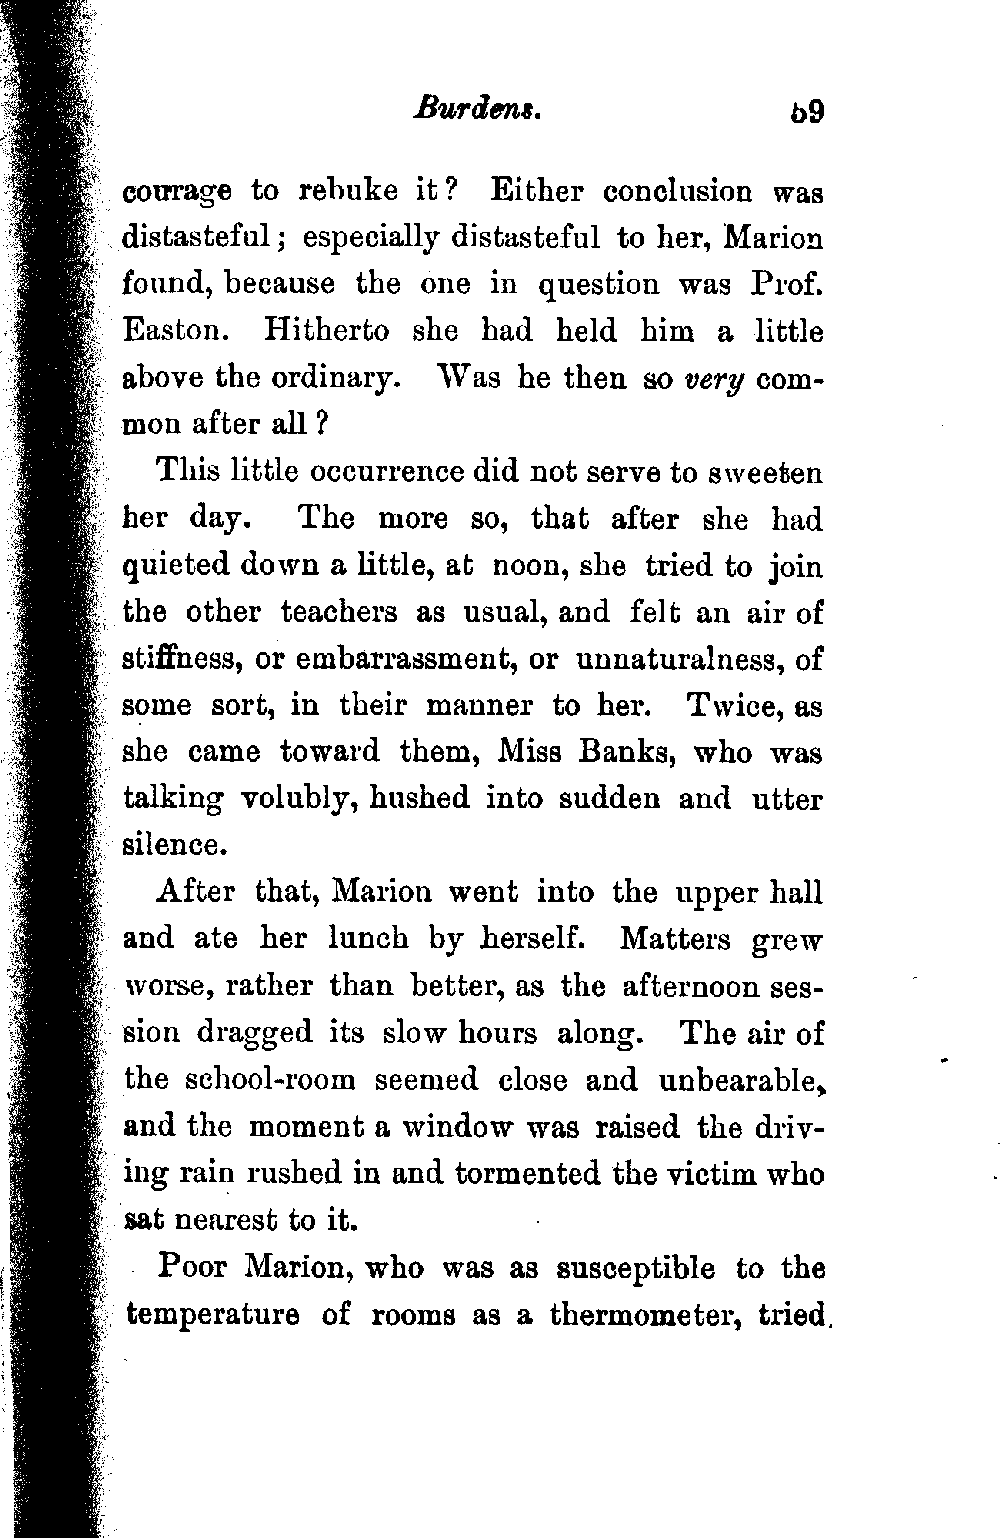 Burdens. 59
courage to rebuke it? Either conclusion was
distasteful; especially distasteful to her, Marion
found, because the one in question was Prof.
Easton. Hitherto she had held him a little
above the ordinary. Was he then so very com-
mon after all?
This little occurrence did not serve to sweeten
her day. The more so, that after she had
quieted down a little, at noon, she tried to join
the other teachers as usual, and felt an air of
stiffness, or embarrassment, or unnaturalness, of
some sort, in their manner to her. Twice, as
she came toward them, Miss Banks, who was
talking volubly, hushed into sudden and utter
silence.
After that, Marion went into the upper hall
and ate her lunch by herself. Matters grew
worse, rather than better, as the afternoon ses-
sion dragged its slow hours along. The air of
the school-room seemed close and unbearable,
and the moment a window was raised the driv-
ing rain rushed in and tormented the victim who
sat nearest to it.
Poor Marion, who was as susceptible to the
temperature of rooms as a thermometer, tried